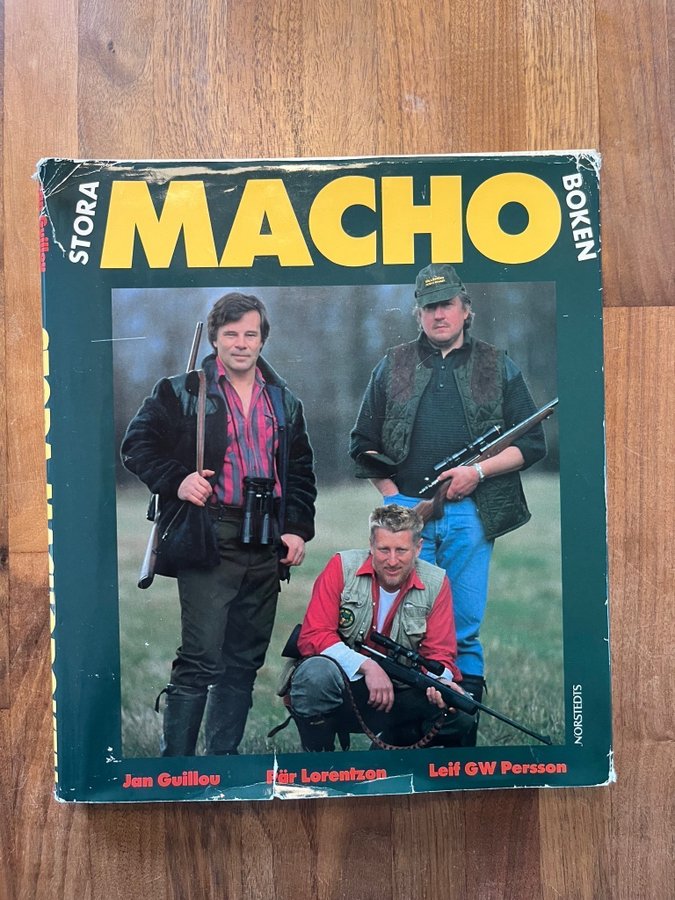 STORA
MACHO
BOKEN
NORSTEDTS
Jan Guillou Pär Lorentzon Leif GW Persson